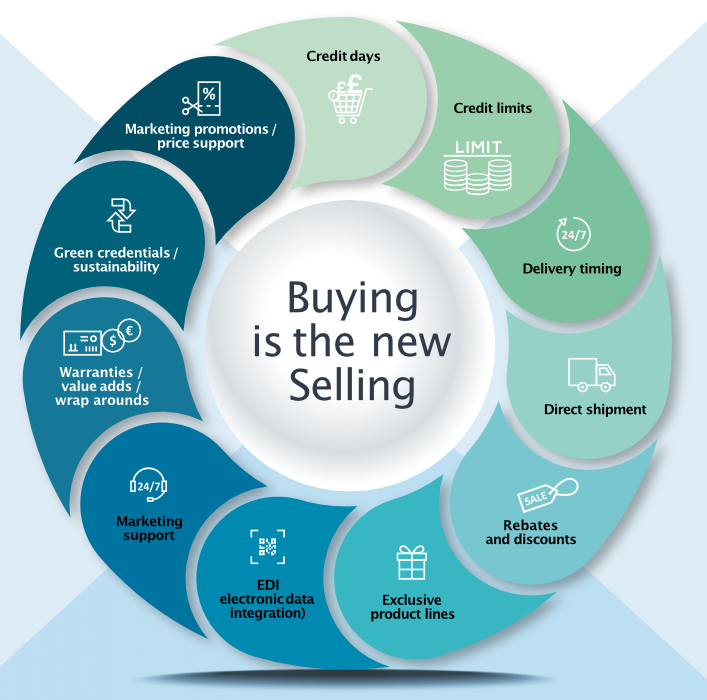 Credit days
££
Credit limits
LIMIT
24/7
Delivery timing
Direct shipment
SALE
Rebates
and discounts
Exclusive
product lines
EDI
electronic data
integration)
24/7
Marketing
support
$ €
Warranties /
value adds /
wrap arounds
Green credentials /
sustainability
%
Marketing promotions /
price support
Buying
is the new
Selling